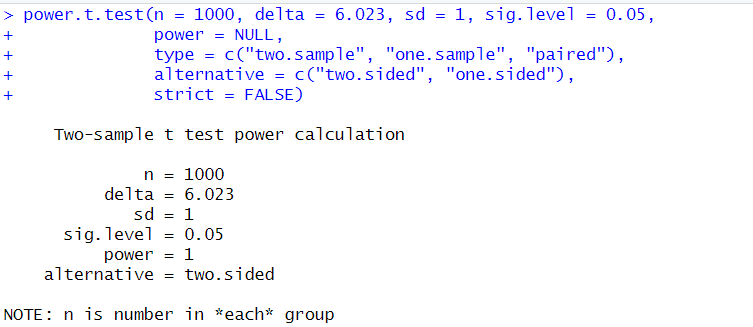 > power.t.test(n = 1000, delta = 6.023, sd = 1, sig.level = 0.05,
+ power = NULL,
+ type = c("two.sample", "one.sample", "paired"),
+ alternative = c("two.sided", "one.sided"),
+ strict = FALSE)
Two-sample t test power calculation
n = 1000
delta = 6.023
sd = 1
sig.level = 0.05
power = 1
alternative = two.sided
NOTE: n is number in *each* group